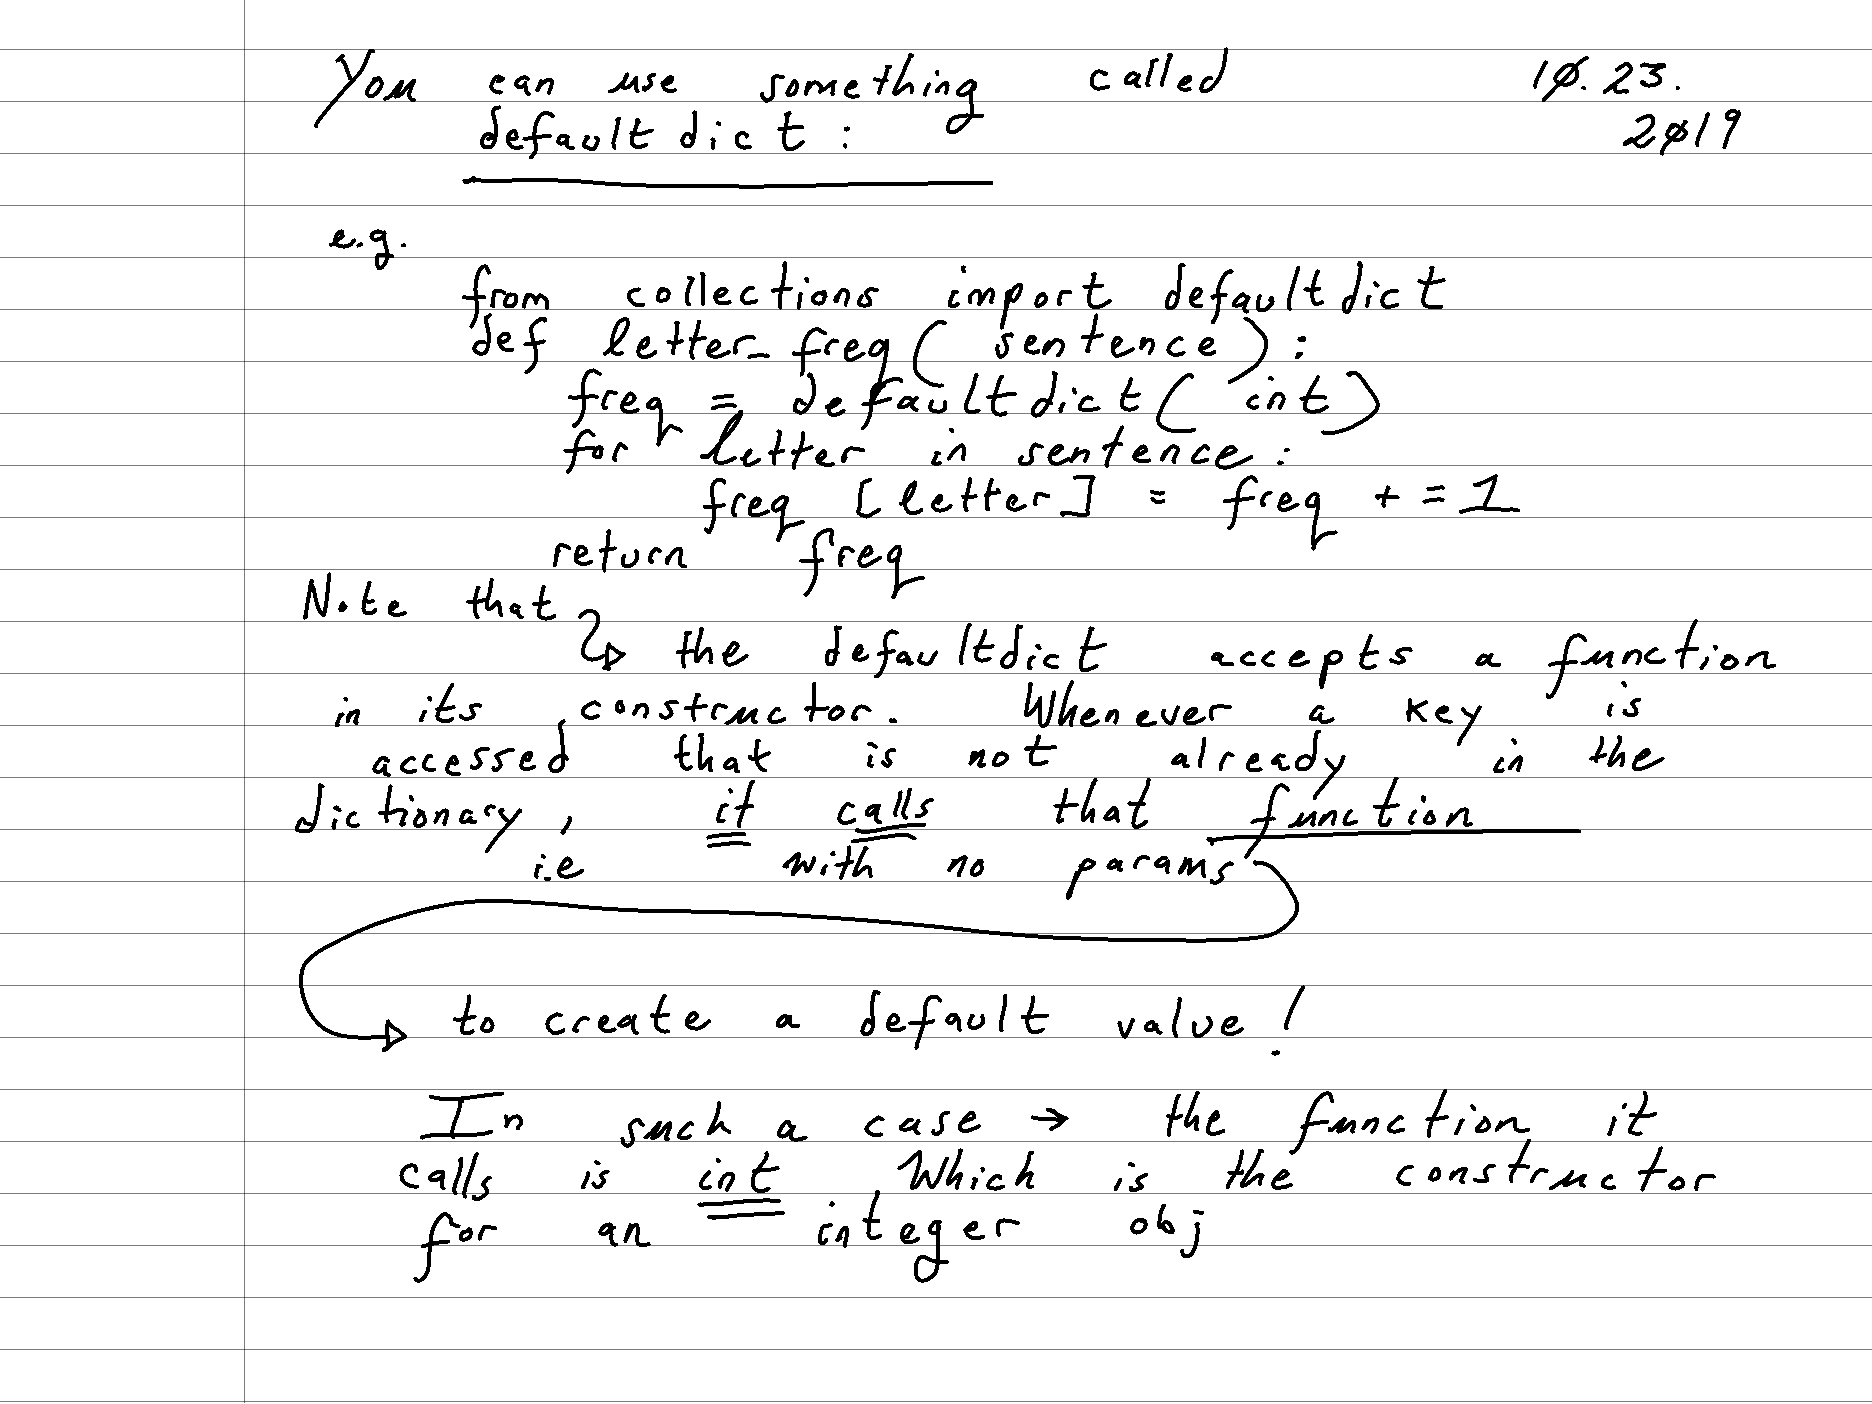 You can use something called 10.23.
defaultdict: 2019
e.g.
from collections import defaultdict
def letter_freq(sentence):
freq = defaultdict(int)
for letter in sentence:
freq [letter] = freq += 1
return freq
Note that
the defaultdict accepts a function
in its constructor. Whenever a key is
accessed that is not already in the
dictionary, it calls that function
i.e with no params
to create a default value!
In such a case → the function it
calls is int, Which is the constructor
for an integer obj